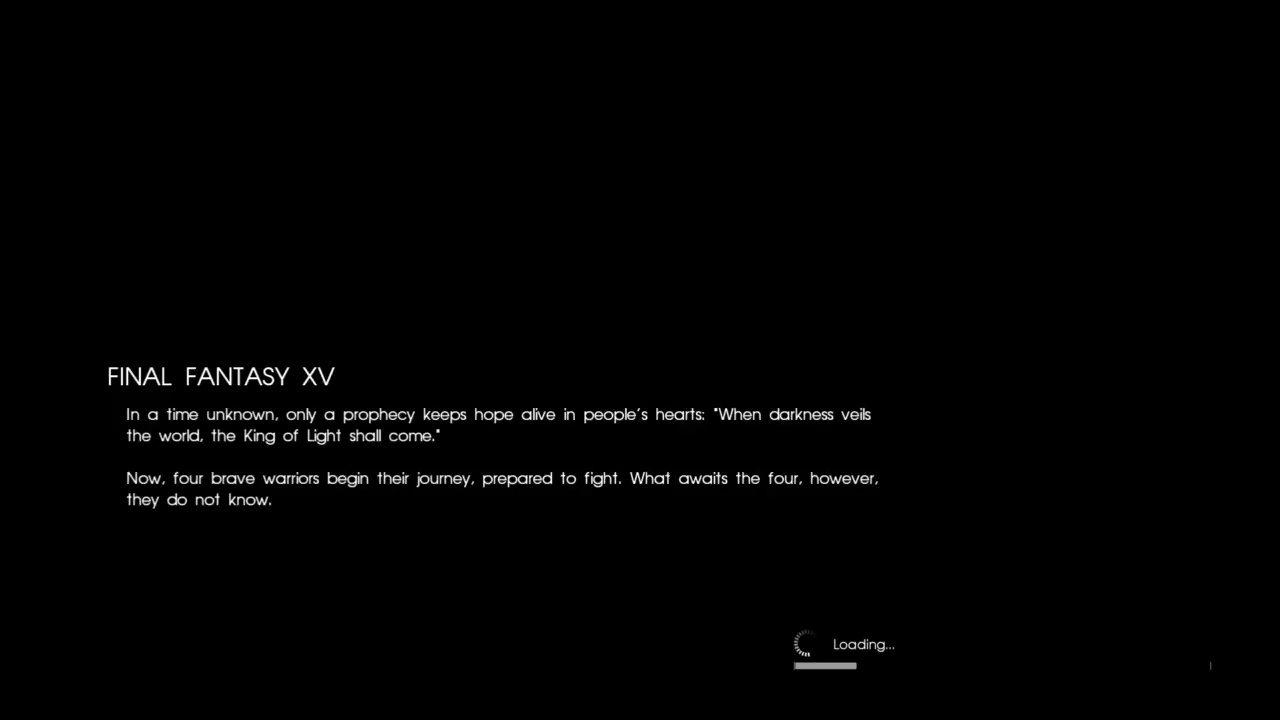 FINAL FANTASY XV
In a time unknown, only a prophecy keeps hope alive in people's hearts: "When darkness veils
the world, the King of Light shall come."
Now, four brave warriors begin their journey, prepared to fight. What awaits the four, however,
they do not know.
Loading...